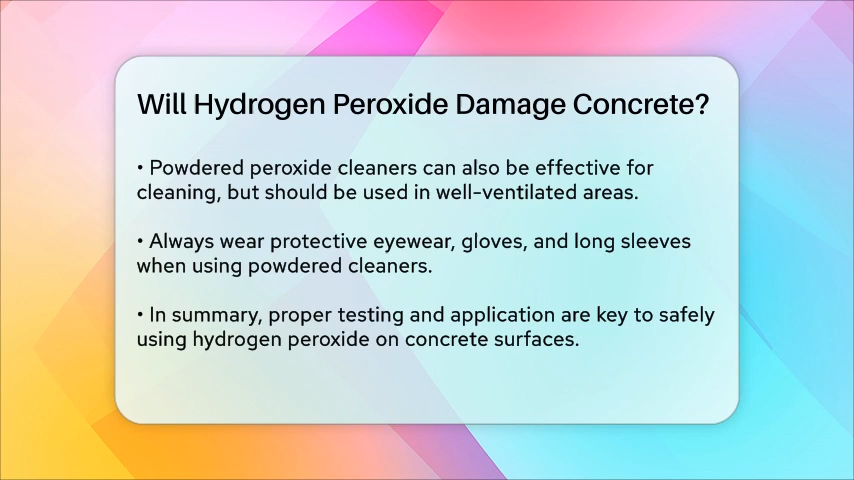 Will Hydrogen Peroxide Damage Concrete?
• Powdered peroxide cleaners can also be effective for
cleaning, but should be used in well-ventilated areas.
• Always wear protective eyewear, gloves, and long sleeves
when using powdered cleaners.
• In summary, proper testing and application are key to safely
using hydrogen peroxide on concrete surfaces.